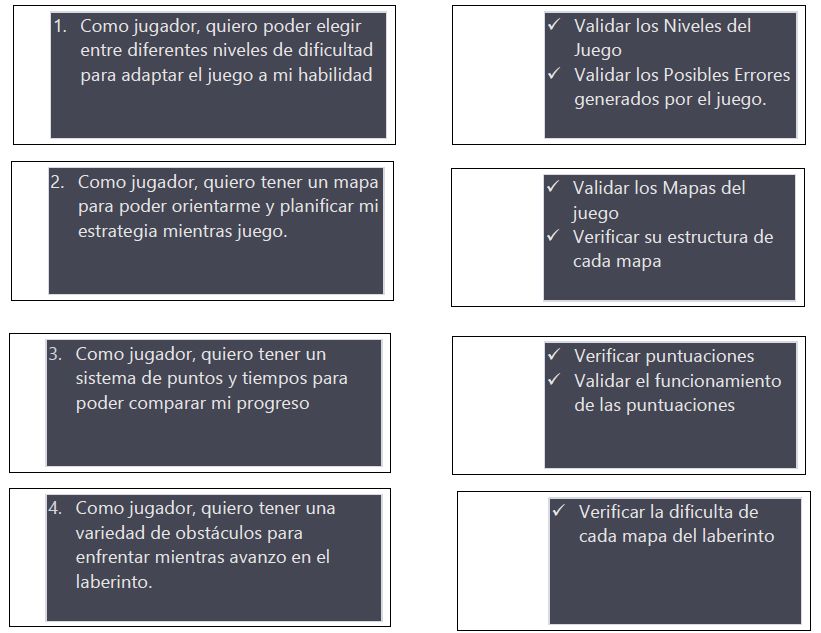 1. Como jugador, quiero poder elegir
entre diferentes niveles de dificultad
para adaptar el juego a mi habilidad
✓ Validar los Niveles del
Juego
✓ Validar los Posibles Errores
generados por el juego.
2. Como jugador, quiero tener un mapa
para poder orientarme y planificar mi
estrategia mientras juego.
✓ Validar los Mapas del
juego
✓ Verificar su estructura de
cada mapa
3. Como jugador, quiero tener un
sistema de puntos y tiempos para
poder comparar mi progreso
✓ Verificar puntuaciones
✓ Validar el funcionamiento
de las puntuaciones
4. Como jugador, quiero tener una
variedad de obstáculos para
enfrentar mientras avanzo en el
laberinto.
✓ Verificar la dificulta de
cada mapa del laberinto